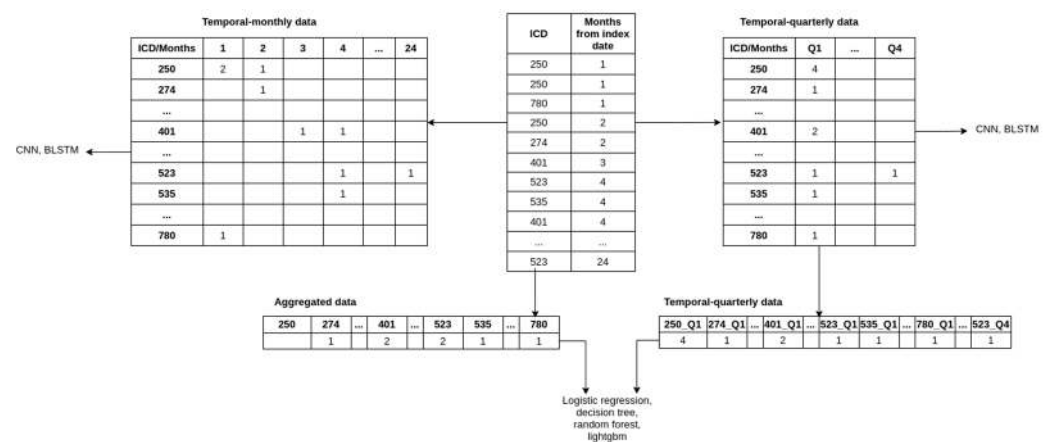 Temporal-monthly data
ICD/Months 1 2 3 4 ... 24
250 2 1
274 1
...
401 1 1
...
523 1 1
535 1
...
780 1
CNN, BLSTM
ICD Months from index date
250 1
250 1
780 1
250 2
274 2
401 3
523 4
535 4
401 4
... ...
523 24
Temporal-quarterly data
ICD/Months Q1 ... Q4
250 4
274 1
...
401 2
...
523 1 1
535 1
...
780 1
CNN, BLSTM
Aggregated data
250 274 ... 401 ... 523 535 ... 780
1 2 2 1 1
Temporal-quarterly data
250_Q1 274_Q1 ... 401_Q1 ... 523_Q1 535_Q1 ... 780_Q1 ... 523_Q4
4 1 2 1 1 1 1
Logistic regression,
decision tree,
random forest,
lightgbm